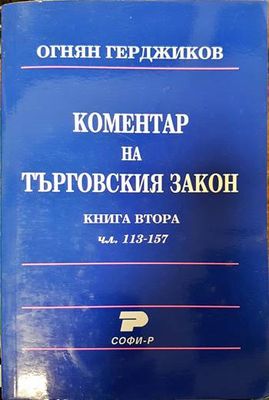 ОГНЯН ГЕРДЖИКОВ
КОМЕНТАР
НА
ТЪРГОВСКИЯ ЗАКОН
КНИГА ВТОРА
чл. 113-157
СОФИ-Р